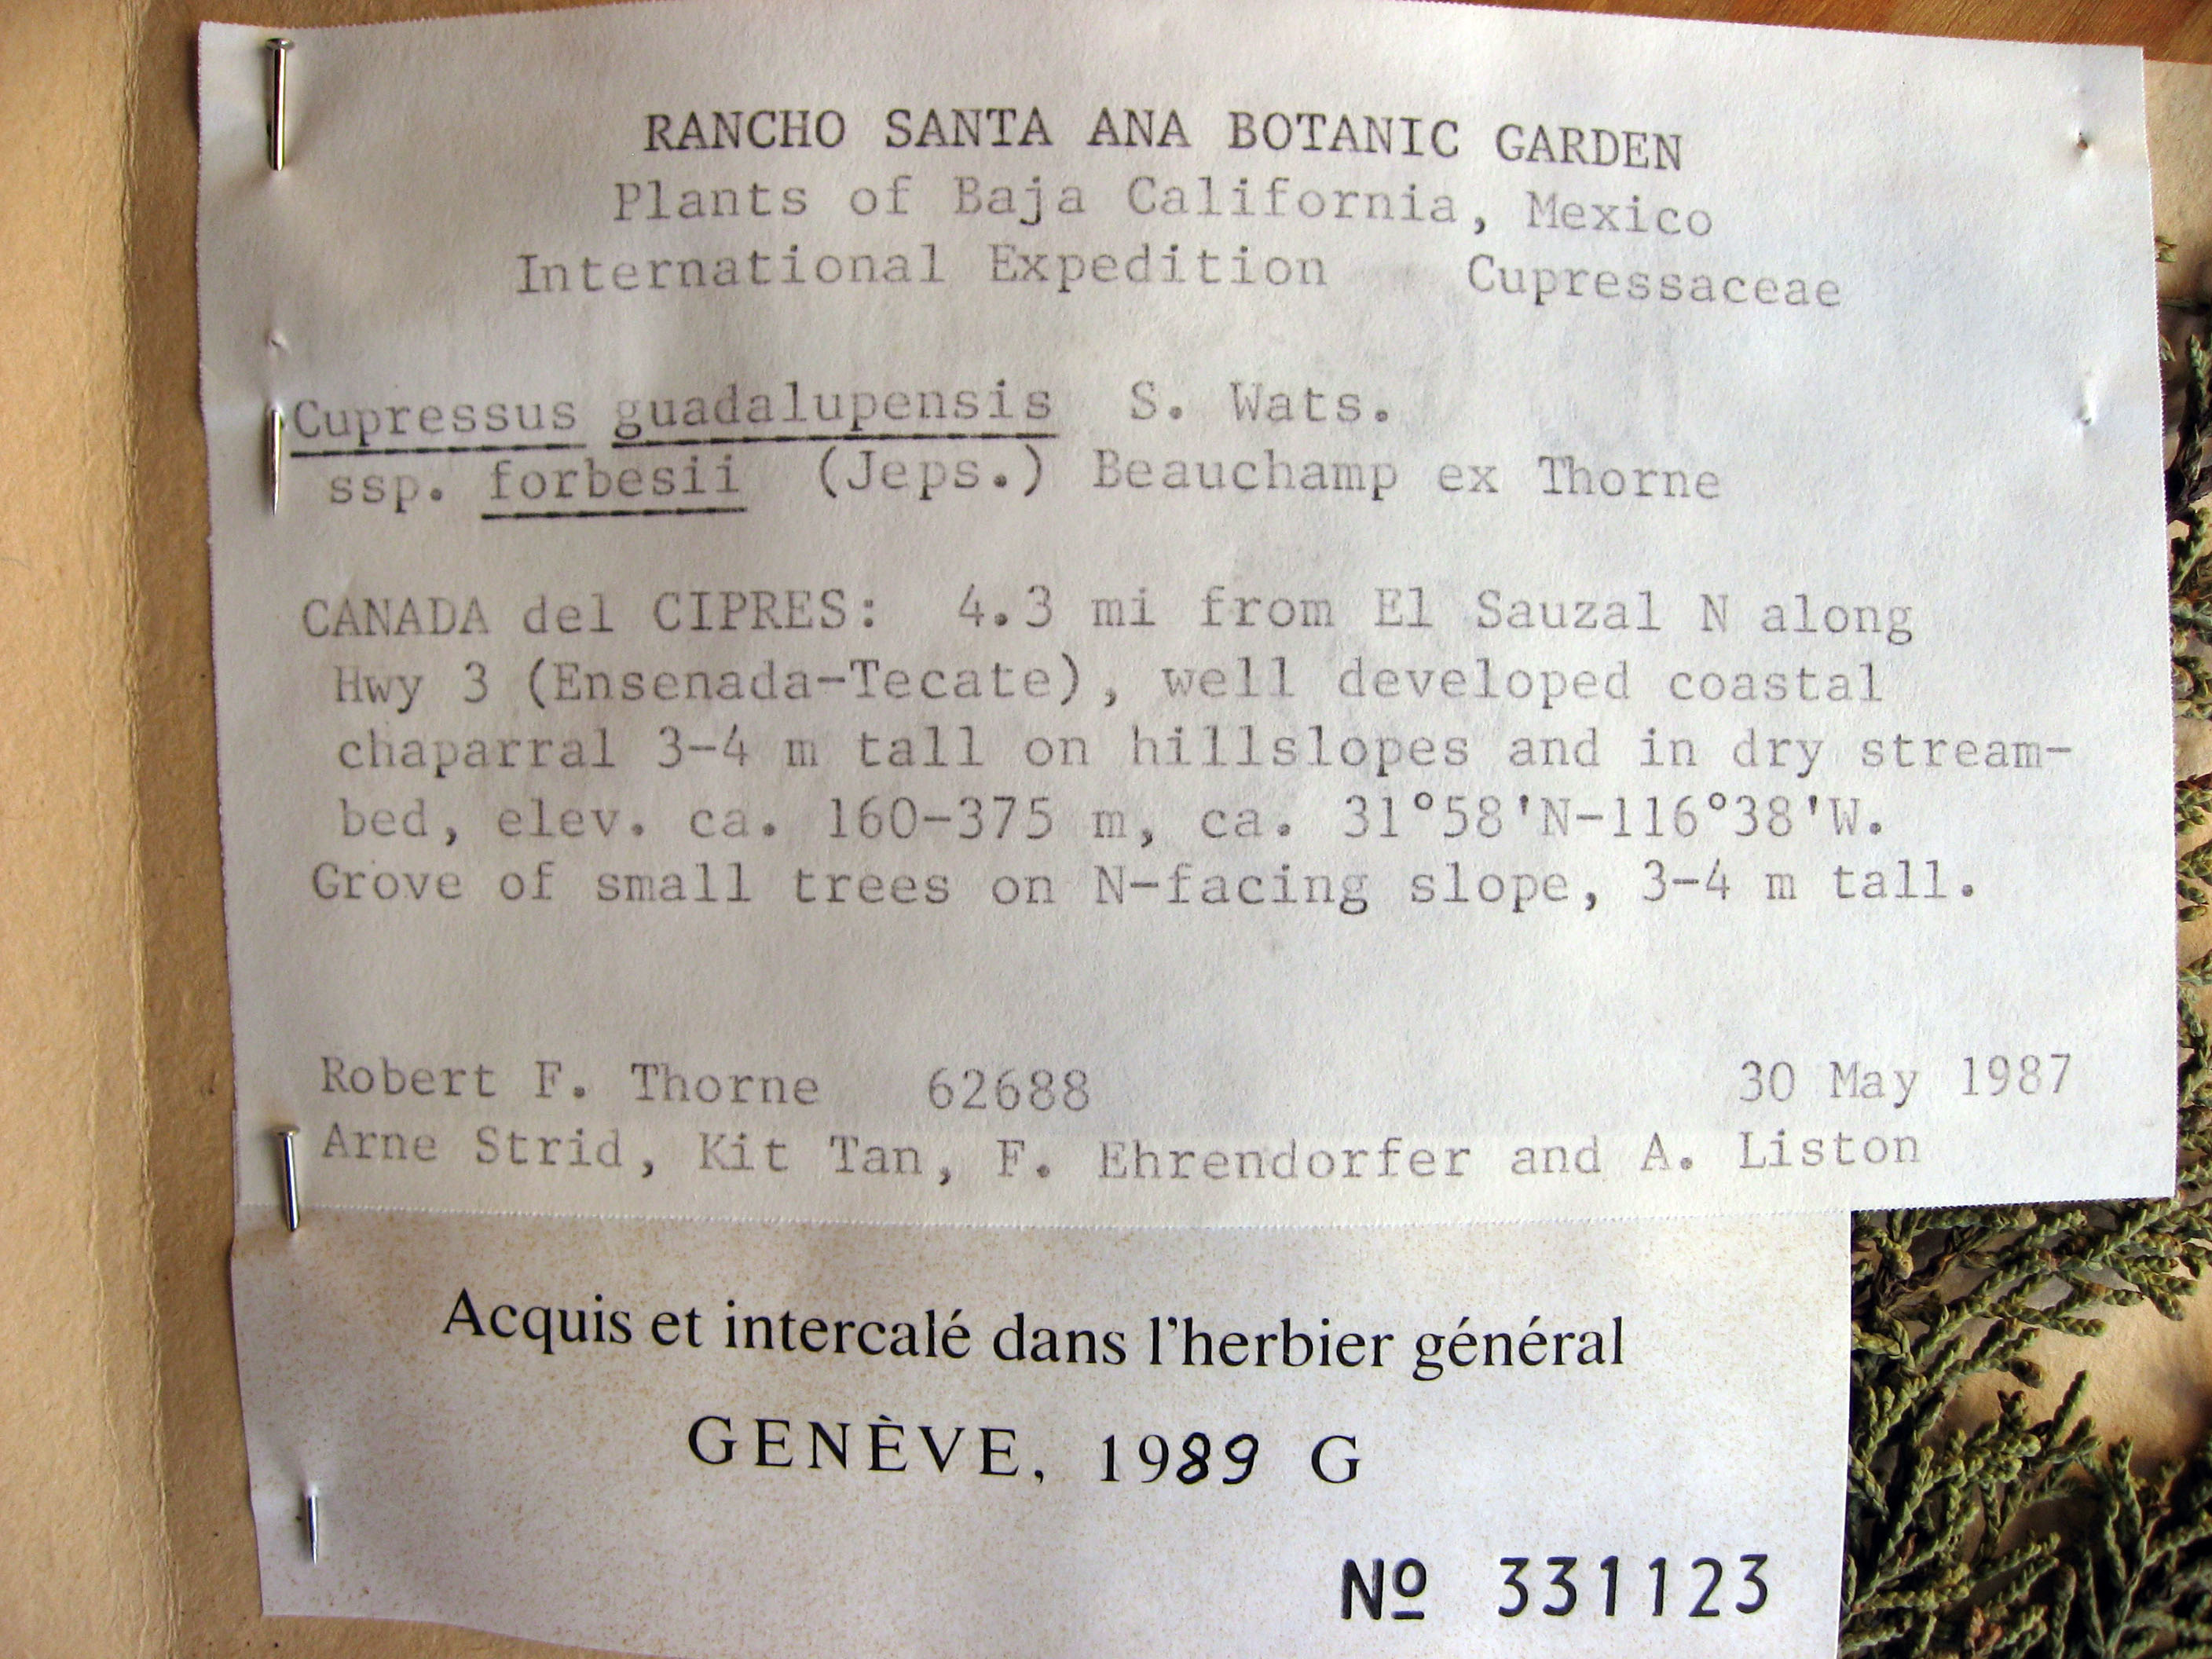 RANCHO SANTA ANA BOTANIC GARDEN
Plants of Baja California, Mexico
International Expedition Cupressaceae
Cupressus guadalupensis S. Wats.
ssp. forbesii (Jeps.) Beauchamp ex Thorne
CANADA del CIPRES: 4.3 mi from El Sauzal N along
Hwy 3 (Ensenada-Tecate), well developed coastal
chaparral 3-4 m tall on hillslopes and in dry stream-
bed, elev. ca. 160-375 m, ca. 31°58'N-116°38'W.
Grove of small trees on N-facing slope, 3-4 m tall.
Robert F. Thorne 62688 30 May 1987
Arne Strid, Kit Tan, F. Ehrendorfer and A. Liston
Acquis et intercalé dans l'herbier général
GENÈVE, 1989 G
Nº 331123